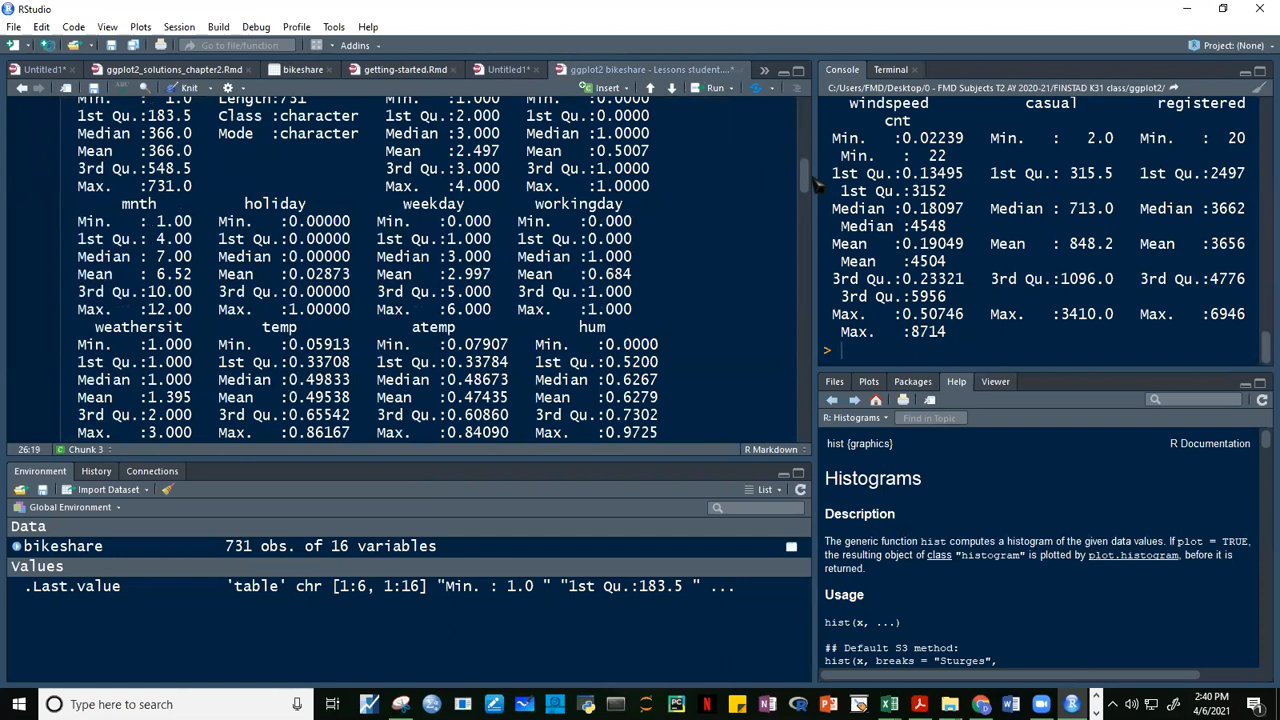 RStudio
File Edit Code View Plots Session Build Debug Profile Tools Help
Go to file/function Addins Project: (None)
Untitled1* ggplot2_solutions_chapter2.Rmd bikeshare getting-started.Rmd Untitled1* ggplot2 bikeshare - Lessons student....*
Knit Insert Run
Min. : 1.0 Length:731 Min. :1.000 Min. :0.0000
1st Qu.:183.5 Class :character 1st Qu.:2.000 1st Qu.:0.0000
Median :366.0 Mode :character Median :3.000 Median :1.0000
Mean :366.0 Mean :2.497 Mean :0.5007
3rd Qu.:548.5 3rd Qu.:3.000 3rd Qu.:1.0000
Max. :731.0 Max. :4.000 Max. :1.0000
mnth holiday weekday workingday
Min. : 1.00 Min. :0.00000 Min. :0.000 Min. :0.000
1st Qu.: 4.00 1st Qu.:0.00000 1st Qu.:1.000 1st Qu.:0.000
Median : 7.00 Median :0.00000 Median :3.000 Median :1.000
Mean : 6.52 Mean :0.02873 Mean :2.997 Mean :0.684
3rd Qu.:10.00 3rd Qu.:0.00000 3rd Qu.:5.000 3rd Qu.:1.000
Max. :12.00 Max. :1.00000 Max. :6.000 Max. :1.000
weathersit temp atemp hum
Min. :1.000 Min. :0.05913 Min. :0.07907 Min. :0.0000
1st Qu.:1.000 1st Qu.:0.33708 1st Qu.:0.33784 1st Qu.:0.5200
Median :1.000 Median :0.49833 Median :0.48673 Median :0.6267
Mean :1.395 Mean :0.49538 Mean :0.47435 Mean :0.6279
3rd Qu.:2.000 3rd Qu.:0.65542 3rd Qu.:0.60860 3rd Qu.:0.7302
Max. :3.000 Max. :0.86167 Max. :0.84090 Max. :0.9725
26:19 Chunk 3 R Markdown
Environment History Connections
Import Dataset List
Global Environment
Data
bikeshare 731 obs. of 16 variables
Values
.Last.value 'table' chr [1:6, 1:16] "Min. : 1.0 " "1st Qu.:183.5 " ...
Console Terminal
C:/Users/FMD/Desktop/0 - FMD Subjects T2 AY 2020-21/FINSTAD K31 class/ggplot2/
windspeed casual registered
cnt
Min. :0.02239 Min. : 2.0 Min. : 20
Min. : 22
1st Qu.:0.13495 1st Qu.: 315.5 1st Qu.:2497
1st Qu.:3152
Median :0.18097 Median : 713.0 Median :3662
Median :4548
Mean :0.19049 Mean : 848.2 Mean :3656
Mean :4504
3rd Qu.:0.23321 3rd Qu.:1096.0 3rd Qu.:4776
3rd Qu.:5956
Max. :0.50746 Max. :3410.0 Max. :6946
Max. :8714
>
Files Plots Packages Help Viewer
R: Histograms Find in Topic
hist {graphics} R Documentation
Histograms
Description
The generic function hist computes a histogram of the given data values. If plot = TRUE,
the resulting object of class "histogram" is plotted by plot.histogram, before it is
returned.
Usage
hist(x, ...)
## Default S3 method:
hist(x, breaks = "Sturges",
Type here to search
2:40 PM
4/6/2021